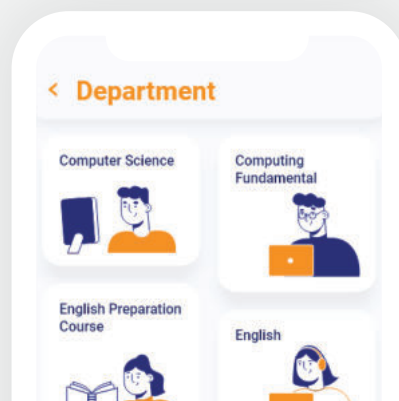 < Department
Computer Science
Computing
Fundamental
English Preparation
Course
English